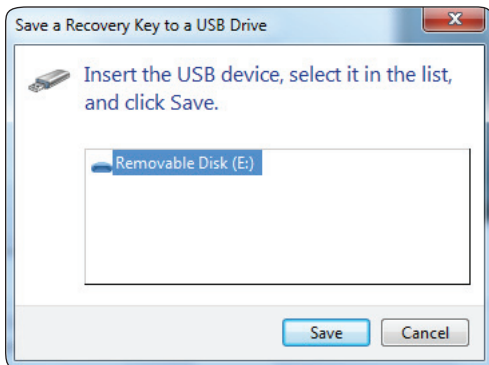 Save a Recovery Key to a USB Drive
Insert the USB device, select it in the list,
and click Save.
Removable Disk (E:)
Save
Cancel